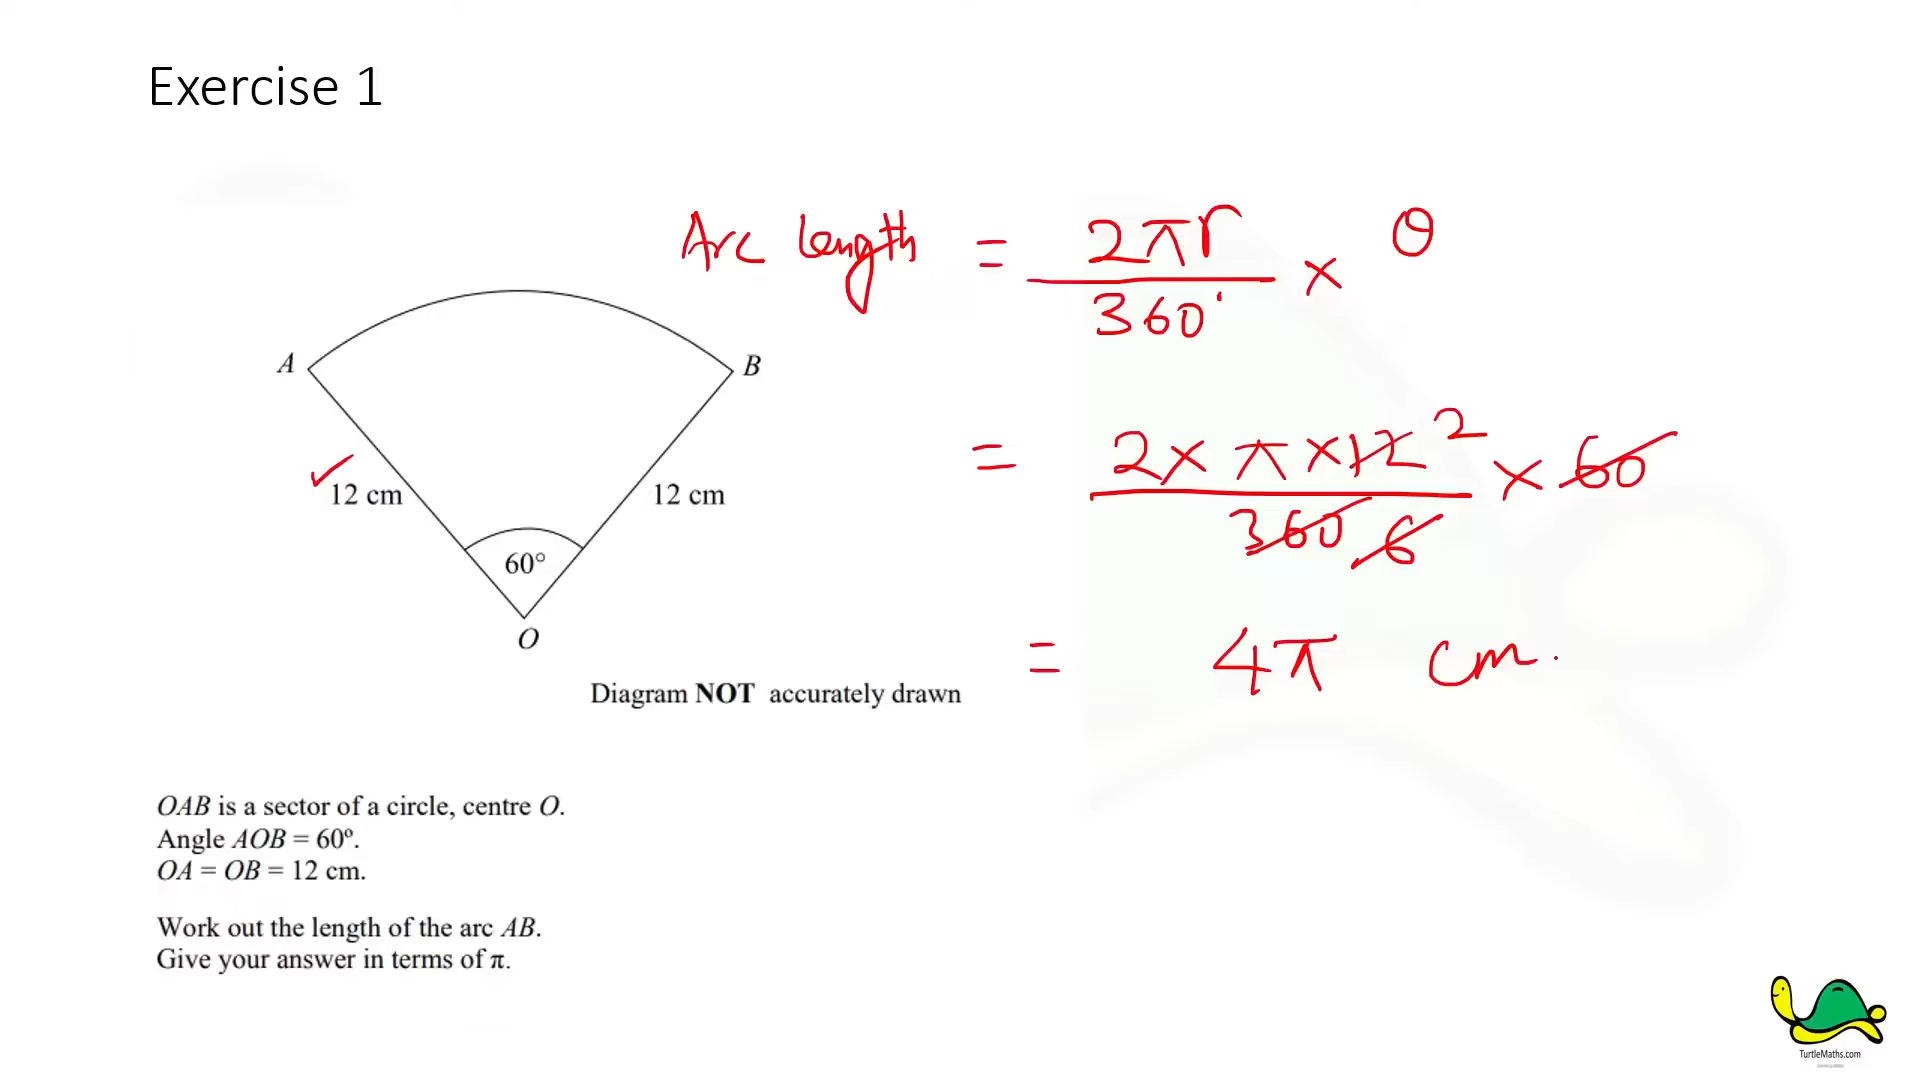 Exercise 1
Arc length = 2πr / 360° × θ
= 2 × π × 12 2 / 360 6 × 60
= 4π cm.
A
B
12 cm
12 cm
60°
O
Diagram NOT accurately drawn
OAB is a sector of a circle, centre O.
Angle AOB = 60º.
OA = OB = 12 cm.
Work out the length of the arc AB.
Give your answer in terms of π.
TurtleMaths.com